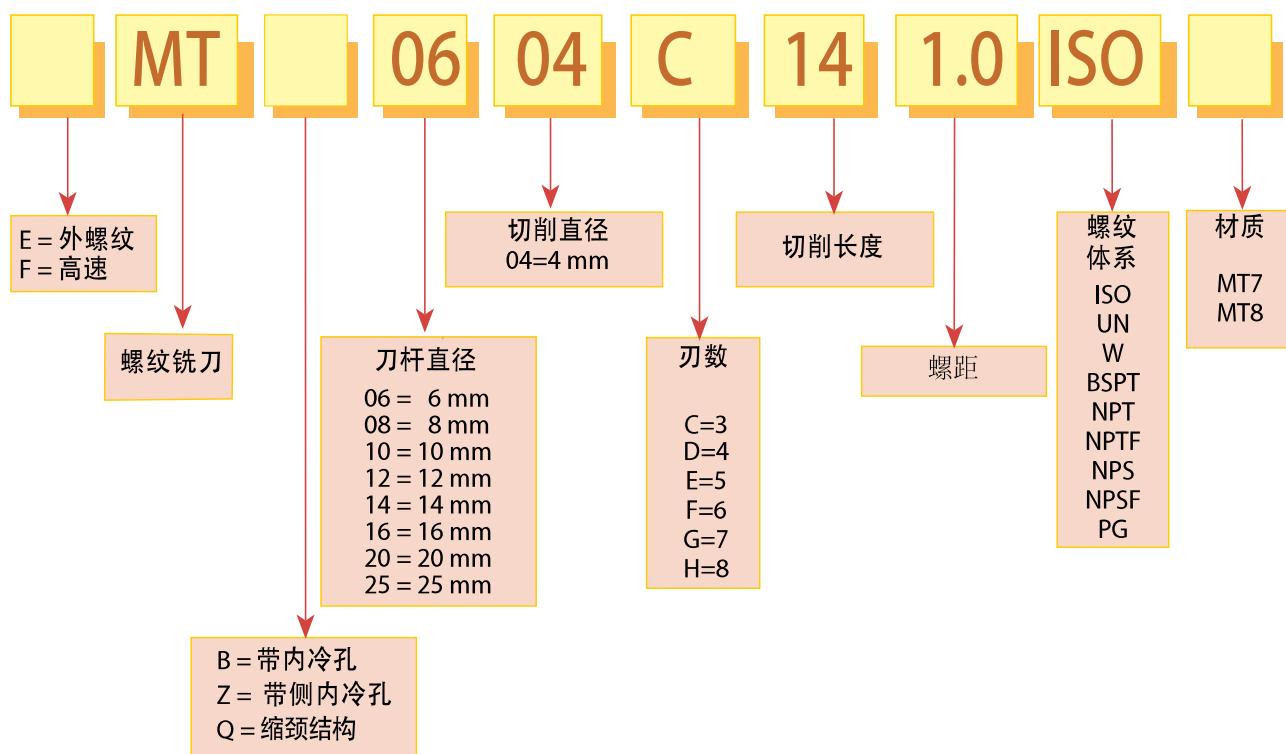 MT 06 04 C 14 1.0 ISO
E = 外螺纹
F = 高速
螺纹铣刀
B = 带内冷孔
Z = 带侧内冷孔
Q = 缩颈结构
刀杆直径
06 = 6 mm
08 = 8 mm
10 = 10 mm
12 = 12 mm
14 = 14 mm
16 = 16 mm
20 = 20 mm
25 = 25 mm
切削直径
04=4 mm
刃数
C=3
D=4
E=5
F=6
G=7
H=8
切削长度
螺距
螺纹
体系
ISO
UN
W
BSPT
NPT
NPTF
NPS
NPSF
PG
材质
MT7
MT8